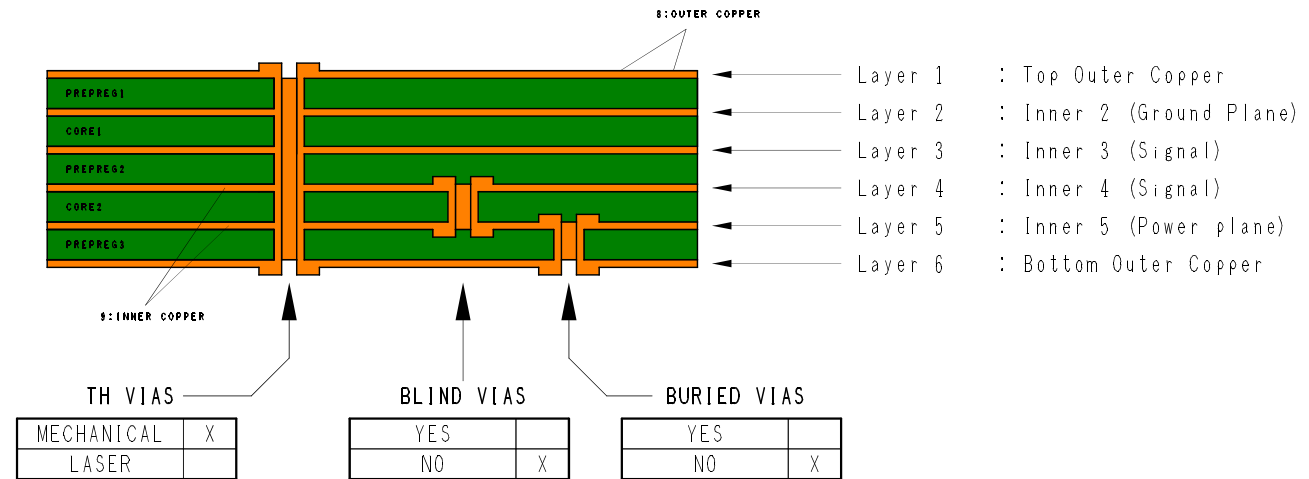 8:OUTER COPPER
Layer 1 : Top Outer Copper
PREPREG1
Layer 2 : Inner 2 (Ground Plane)
CORE1
Layer 3 : Inner 3 (Signal)
PREPREG2
Layer 4 : Inner 4 (Signal)
CORE2
Layer 5 : Inner 5 (Power plane)
PREPREG3
Layer 6 : Bottom Outer Copper
9:INNER COPPER
TH VIAS BLIND VIAS BURIED VIAS
MECHANICAL X YES YES
LASER NO X NO X